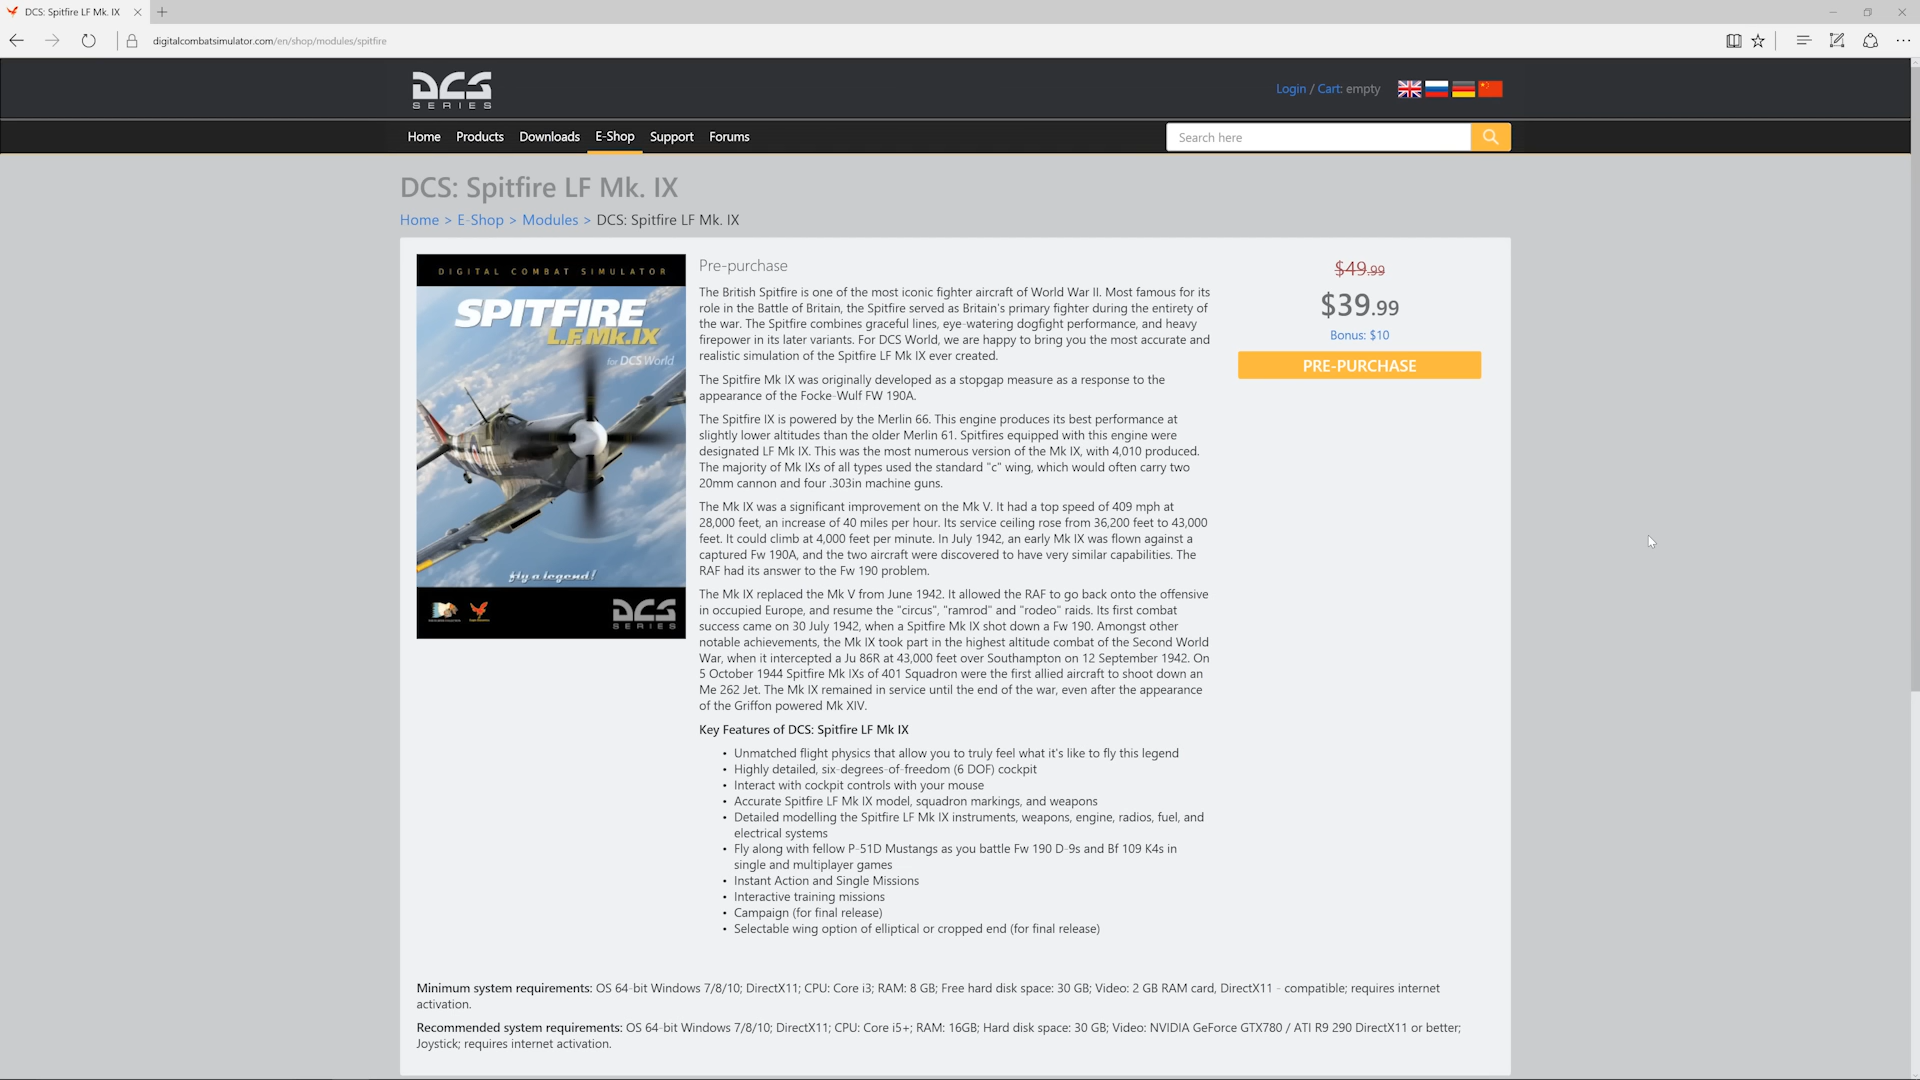 DCS: Spitfire LF Mk. IX
digitalcombatsimulator.com/en/shop/modules/spitfire
DCS
SERIES
Login / Cart: empty
Home Products Downloads E-Shop Support Forums
Search here
DCS: Spitfire LF Mk. IX
Home > E-Shop > Modules > DCS: Spitfire LF Mk. IX
DIGITAL COMBAT SIMULATOR
SPITFIRE
L.F.Mk.IX
for DCS World
fly a legend!
DCS
SERIES
Pre-purchase
The British Spitfire is one of the most iconic fighter aircraft of World War II. Most famous for its
role in the Battle of Britain, the Spitfire served as Britain's primary fighter during the entirety of
the war. The Spitfire combines graceful lines, eye-watering dogfight performance, and heavy
firepower in its later variants. For DCS World, we are happy to bring you the most accurate and
realistic simulation of the Spitfire LF Mk IX ever created.
The Spitfire Mk IX was originally developed as a stopgap measure as a response to the
appearance of the Focke-Wulf FW 190A.
The Spitfire IX is powered by the Merlin 66. This engine produces its best performance at
slightly lower altitudes than the older Merlin 61. Spitfires equipped with this engine were
designated LF Mk IX. This was the most numerous version of the Mk IX, with 4,010 produced.
The majority of Mk IXs of all types used the standard "c" wing, which would often carry two
20mm cannon and four .303in machine guns.
The Mk IX was a significant improvement on the Mk V. It had a top speed of 409 mph at
28,000 feet, an increase of 40 miles per hour. Its service ceiling rose from 36,200 feet to 43,000
feet. It could climb at 4,000 feet per minute. In July 1942, an early Mk IX was flown against a
captured Fw 190A, and the two aircraft were discovered to have very similar capabilities. The
RAF had its answer to the Fw 190 problem.
The Mk IX replaced the Mk V from June 1942. It allowed the RAF to go back onto the offensive
in occupied Europe, and resume the "circus", "ramrod" and "rodeo" raids. Its first combat
success came on 30 July 1942, when a Spitfire Mk IX shot down a Fw 190. Amongst other
notable achievements, the Mk IX took part in the highest altitude combat of the Second World
War, when it intercepted a Ju 86R at 43,000 feet over Southampton on 12 September 1942. On
5 October 1944 Spitfire Mk IXs of 401 Squadron were the first allied aircraft to shoot down an
Me 262 Jet. The Mk IX remained in service until the end of the war, even after the appearance
of the Griffon powered Mk XIV.
Key Features of DCS: Spitfire LF Mk IX
• Unmatched flight physics that allow you to truly feel what it's like to fly this legend
• Highly detailed, six-degrees-of-freedom (6 DOF) cockpit
• Interact with cockpit controls with your mouse
• Accurate Spitfire LF Mk IX model, squadron markings, and weapons
• Detailed modelling the Spitfire LF Mk IX instruments, weapons, engine, radios, fuel, and
electrical systems
• Fly along with fellow P-51D Mustangs as you battle Fw 190 D-9s and Bf 109 K4s in
single and multiplayer games
• Instant Action and Single Missions
• Interactive training missions
• Campaign (for final release)
• Selectable wing option of elliptical or cropped end (for final release)
$49.99
$39.99
Bonus: $10
PRE-PURCHASE
Minimum system requirements: OS 64-bit Windows 7/8/10; DirectX11; CPU: Core i3; RAM: 8 GB; Free hard disk space: 30 GB; Video: 2 GB RAM card, DirectX11 - compatible; requires internet
activation.
Recommended system requirements: OS 64-bit Windows 7/8/10; DirectX11; CPU: Core i5+; RAM: 16GB; Hard disk space: 30 GB; Video: NVIDIA GeForce GTX780 / ATI R9 290 DirectX11 or better;
Joystick; requires internet activation.